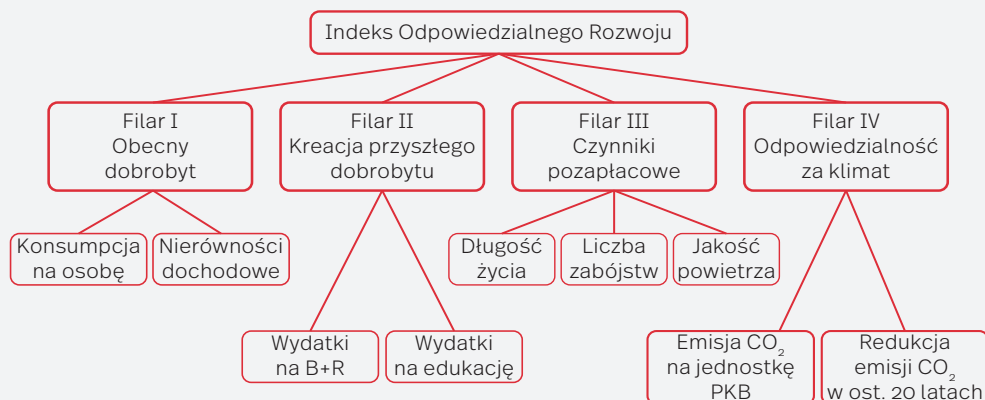 Indeks Odpowiedzialnego Rozwoju
Filar I
Obecny
dobrobyt
Filar II
Kreacja przyszłego
dobrobytu
Filar III
Czynniki
pozapłacowe
Filar IV
Odpowiedzialność
za klimat
Konsumpcja
na osobę
Nierówności
dochodowe
Długość
życia
Liczba
zabójstw
Jakość
powietrza
Wydatki
na B+R
Wydatki
na edukację
Emisja CO₂
na jednostkę
PKB
Redukcja
emisji CO₂
w ost. 20 latach